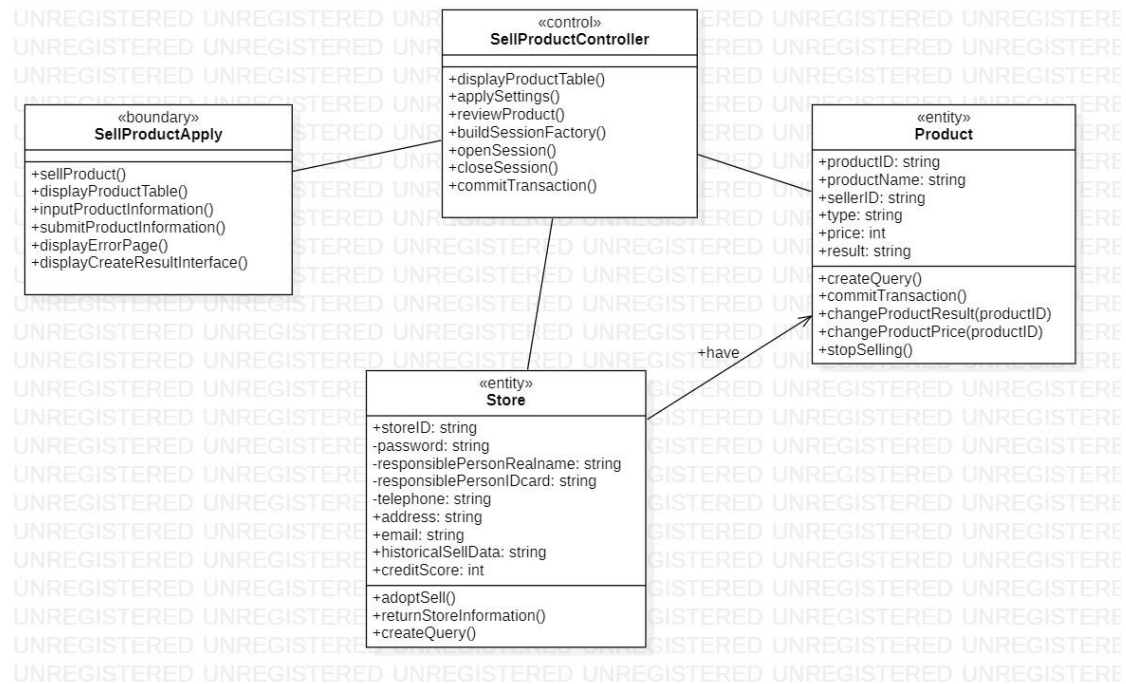 «control»
SellProductController
+displayProductTable()
+applySettings()
+reviewProduct()
+buildSessionFactory()
+openSession()
+closeSession()
+commitTransaction()
«boundary»
SellProductApply
+sellProduct()
+displayProductTable()
+inputProductInformation()
+submitProductInformation()
+displayErrorPage()
+displayCreateResultInterface()
«entity»
Product
+productID: string
+productName: string
+sellerID: string
+type: string
+price: int
+result: string
+createQuery()
+commitTransaction()
+changeProductResult(productID)
+changeProductPrice(productID)
+stopSelling()
+have
«entity»
Store
+storeID: string
-password: string
-responsiblePersonRealname: string
-responsiblePersonIDcard: string
-telephone: string
+address: string
+email: string
+historicalSellData: string
+creditScore: int
+adoptSell()
+returnStoreInformation()
+createQuery()